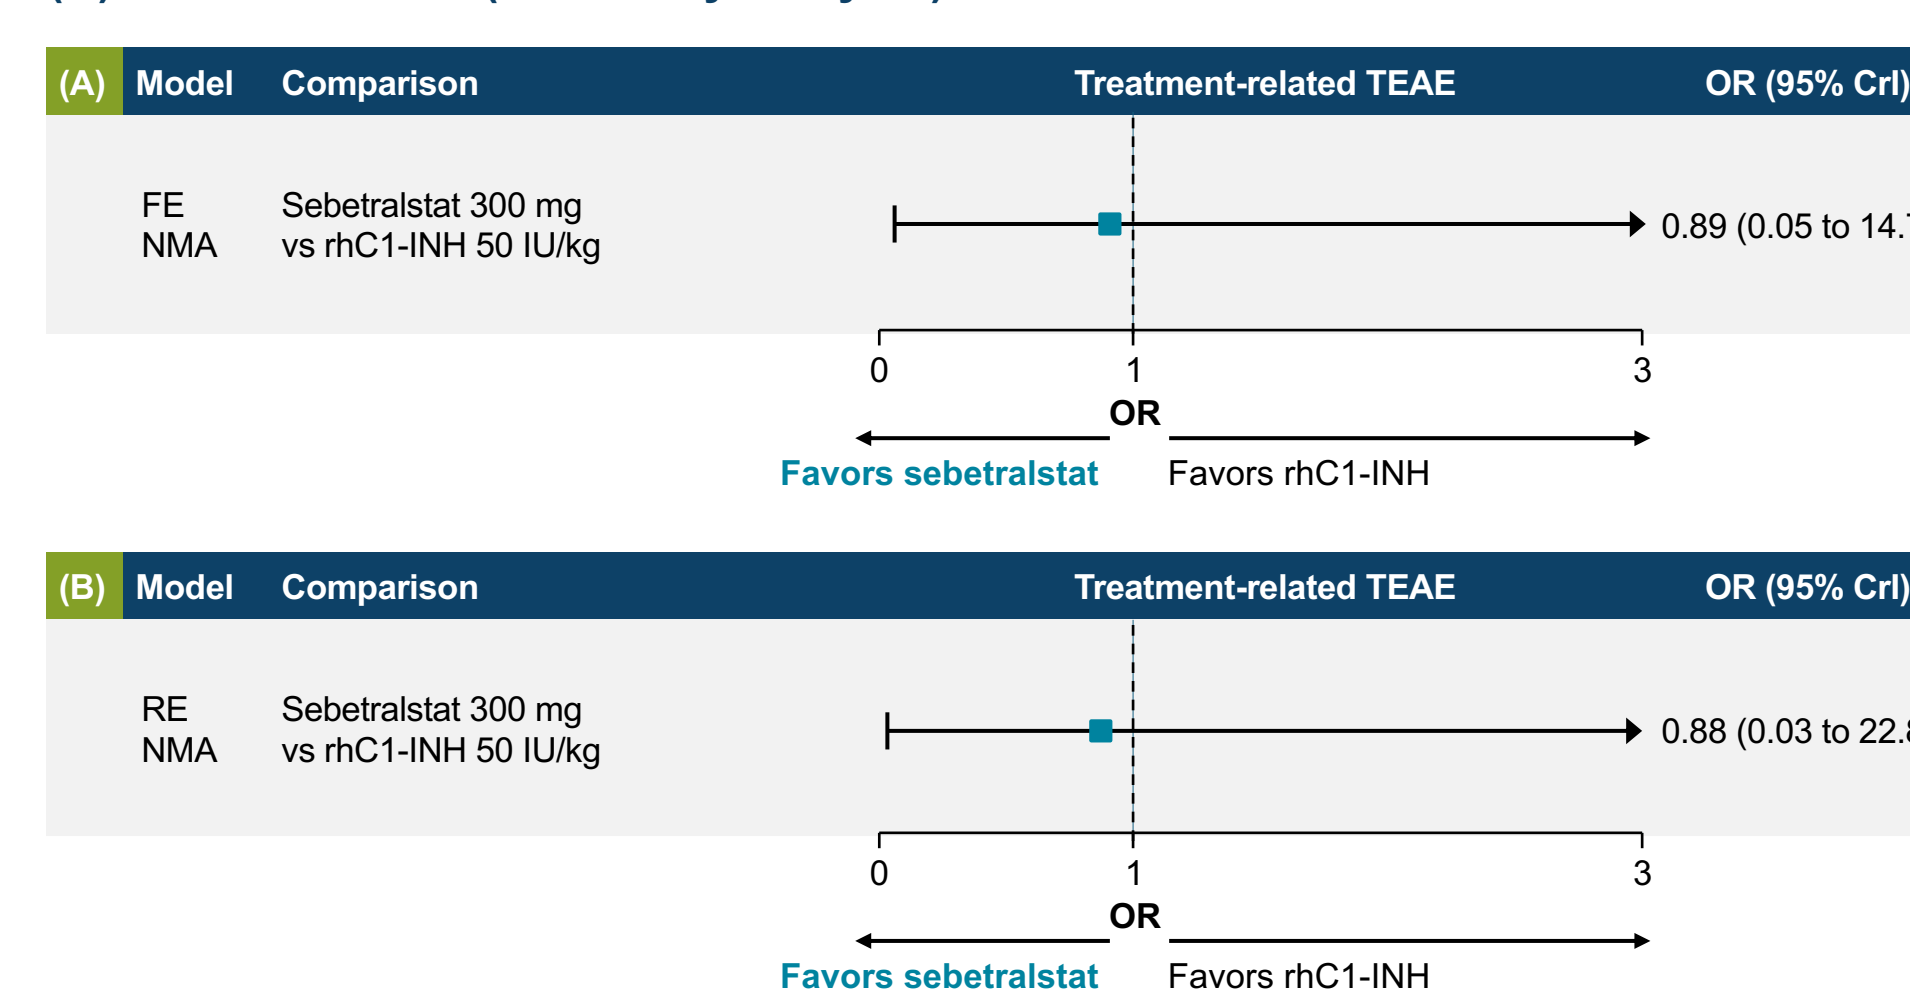 (A) Model Comparison Treatment-related TEAE OR (95% CrI)
FE
NMA
Sebetralstat 300 mg
vs rhC1-INH 50 IU/kg
0.89 (0.05 to
0 1 3
OR
Favors sebetralstat Favors rhC1-INH
(B) Model Comparison Treatment-related TEAE OR (95% CrI)
RE
NMA
Sebetralstat 300 mg
vs rhC1-INH 50 IU/kg
0.88 (0.03 to
0 1 3
OR
Favors sebetralstat Favors rhC1-INH